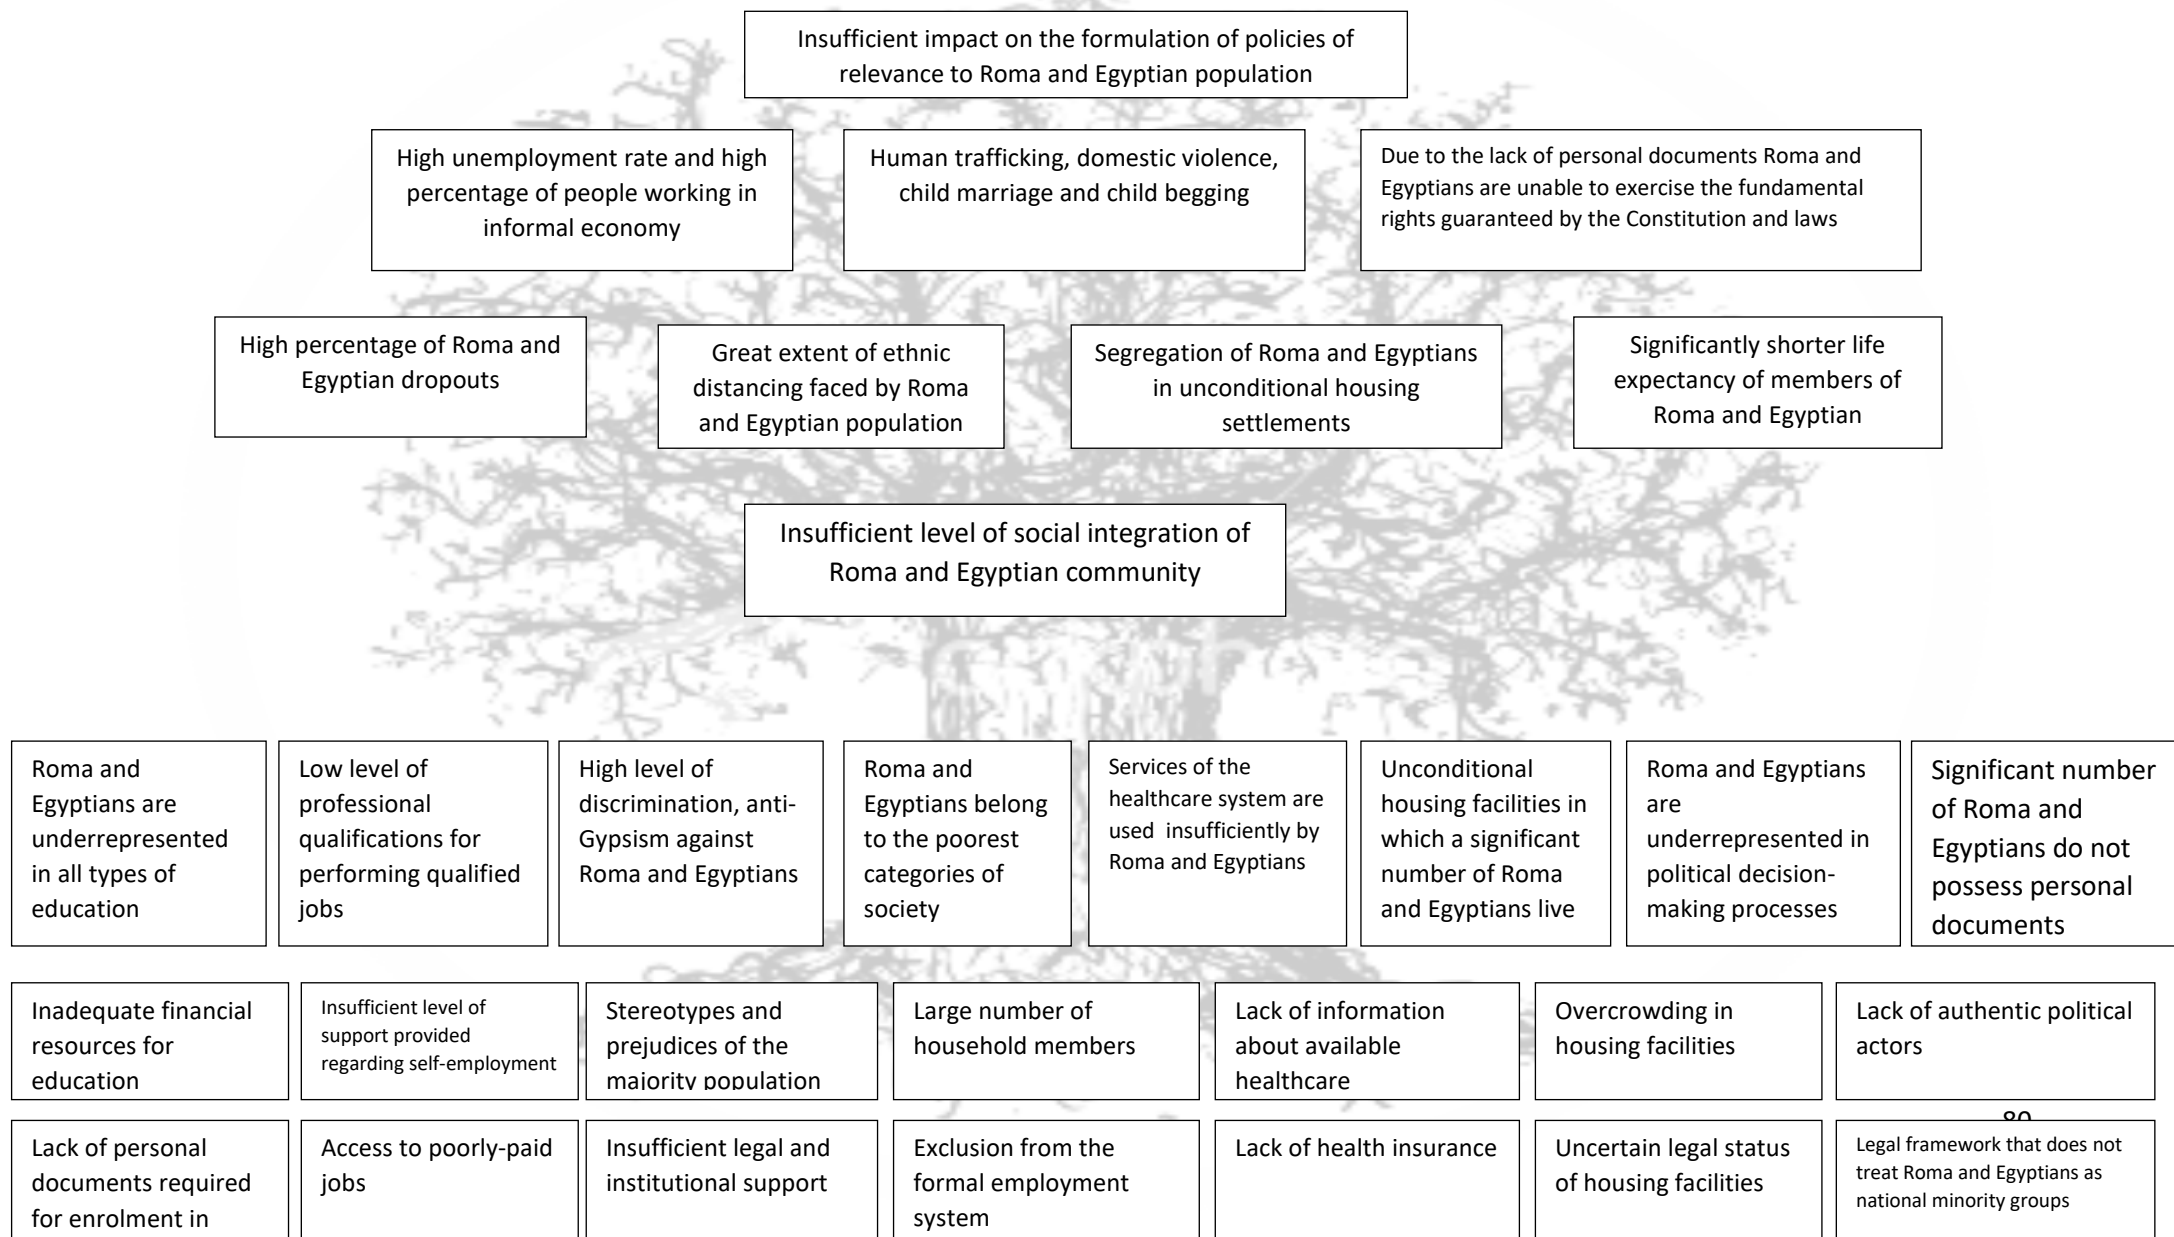 Insufficient impact on the formulation of policies of
relevance to Roma and Egyptian population
High unemployment rate and high
percentage of people working in
informal economy
Human trafficking, domestic violence,
child marriage and child begging
Due to the lack of personal documents Roma and
Egyptians are unable to exercise the fundamental
rights guaranteed by the Constitution and laws
High percentage of Roma and
Egyptian dropouts
Great extent of ethnic
distancing faced by Roma
and Egyptian population
Segregation of Roma and Egyptians
in unconditional housing
settlements
Significantly shorter life
expectancy of members of
Roma and Egyptian
Insufficient level of social integration of
Roma and Egyptian community
Roma and
Egyptians are
underrepresented
in all types of
education
Low level of
professional
qualifications for
performing qualified
jobs
High level of
discrimination, anti-
Gypsism against
Roma and Egyptians
Roma and
Egyptians belong
to the poorest
categories of
society
Services of the
healthcare system are
used insufficiently by
Roma and Egyptians
Unconditional
housing facilities in
which a significant
number of Roma
and Egyptians live
Roma and Egyptians
are
underrepresented in
political decision-
making processes
Significant number
of Roma and
Egyptians do not
possess personal
documents
Inadequate financial
resources for
education
Insufficient level of
support provided
regarding self-employment
Stereotypes and
prejudices of the
majority population
Large number of
household members
Lack of information
about available
healthcare
Overcrowding in
housing facilities
Lack of authentic political
actors
Lack of personal
documents required
for enrolment in
Access to poorly-paid
jobs
Insufficient legal and
institutional support
Exclusion from the
formal employment
system
Lack of health insurance
Uncertain legal status
of housing facilities
Legal framework that does not
treat Roma and Egyptians as
national minority groups